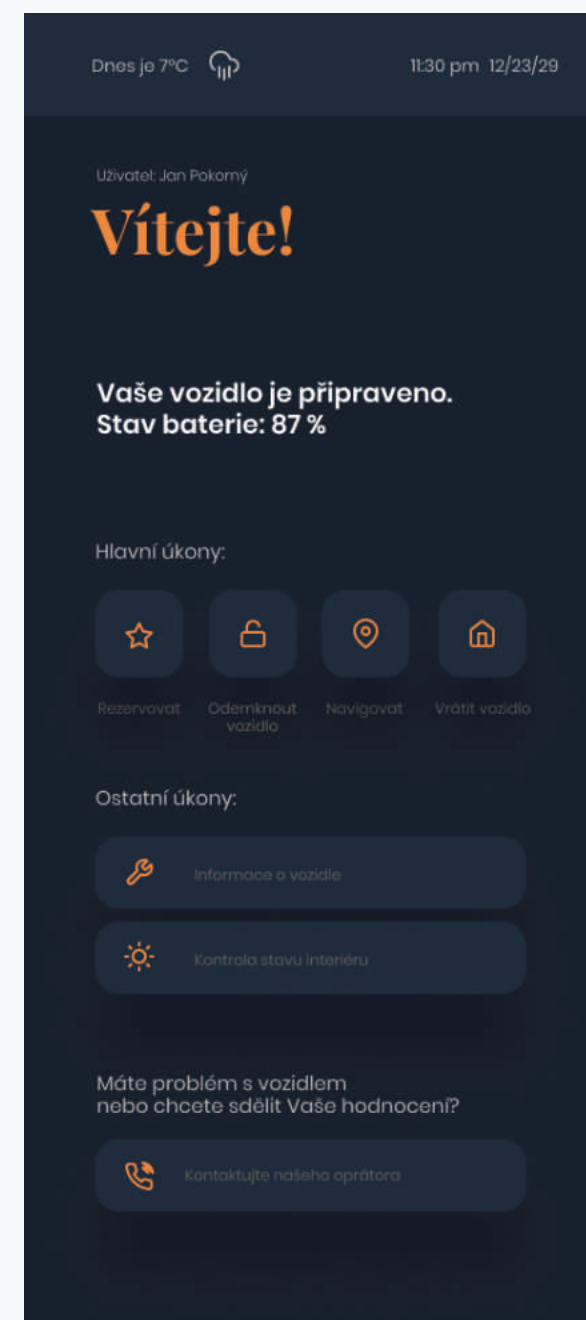 Dnes je 7°C
11:30 pm 12/23/29
Uživatel: Jan Pokorný
Vítejte!
Vaše vozidlo je připraveno.
Stav baterie: 87 %
Hlavní úkony:
Rezervovat
Odemknout
vozidlo
Navigovat
Vrátit vozidlo
Ostatní úkony:
Informace o vozidle
Kontrola stavu interiéru
Máte problém s vozidlem
nebo chcete sdělit Vaše hodnocení?
Kontaktujte našeho oprátora